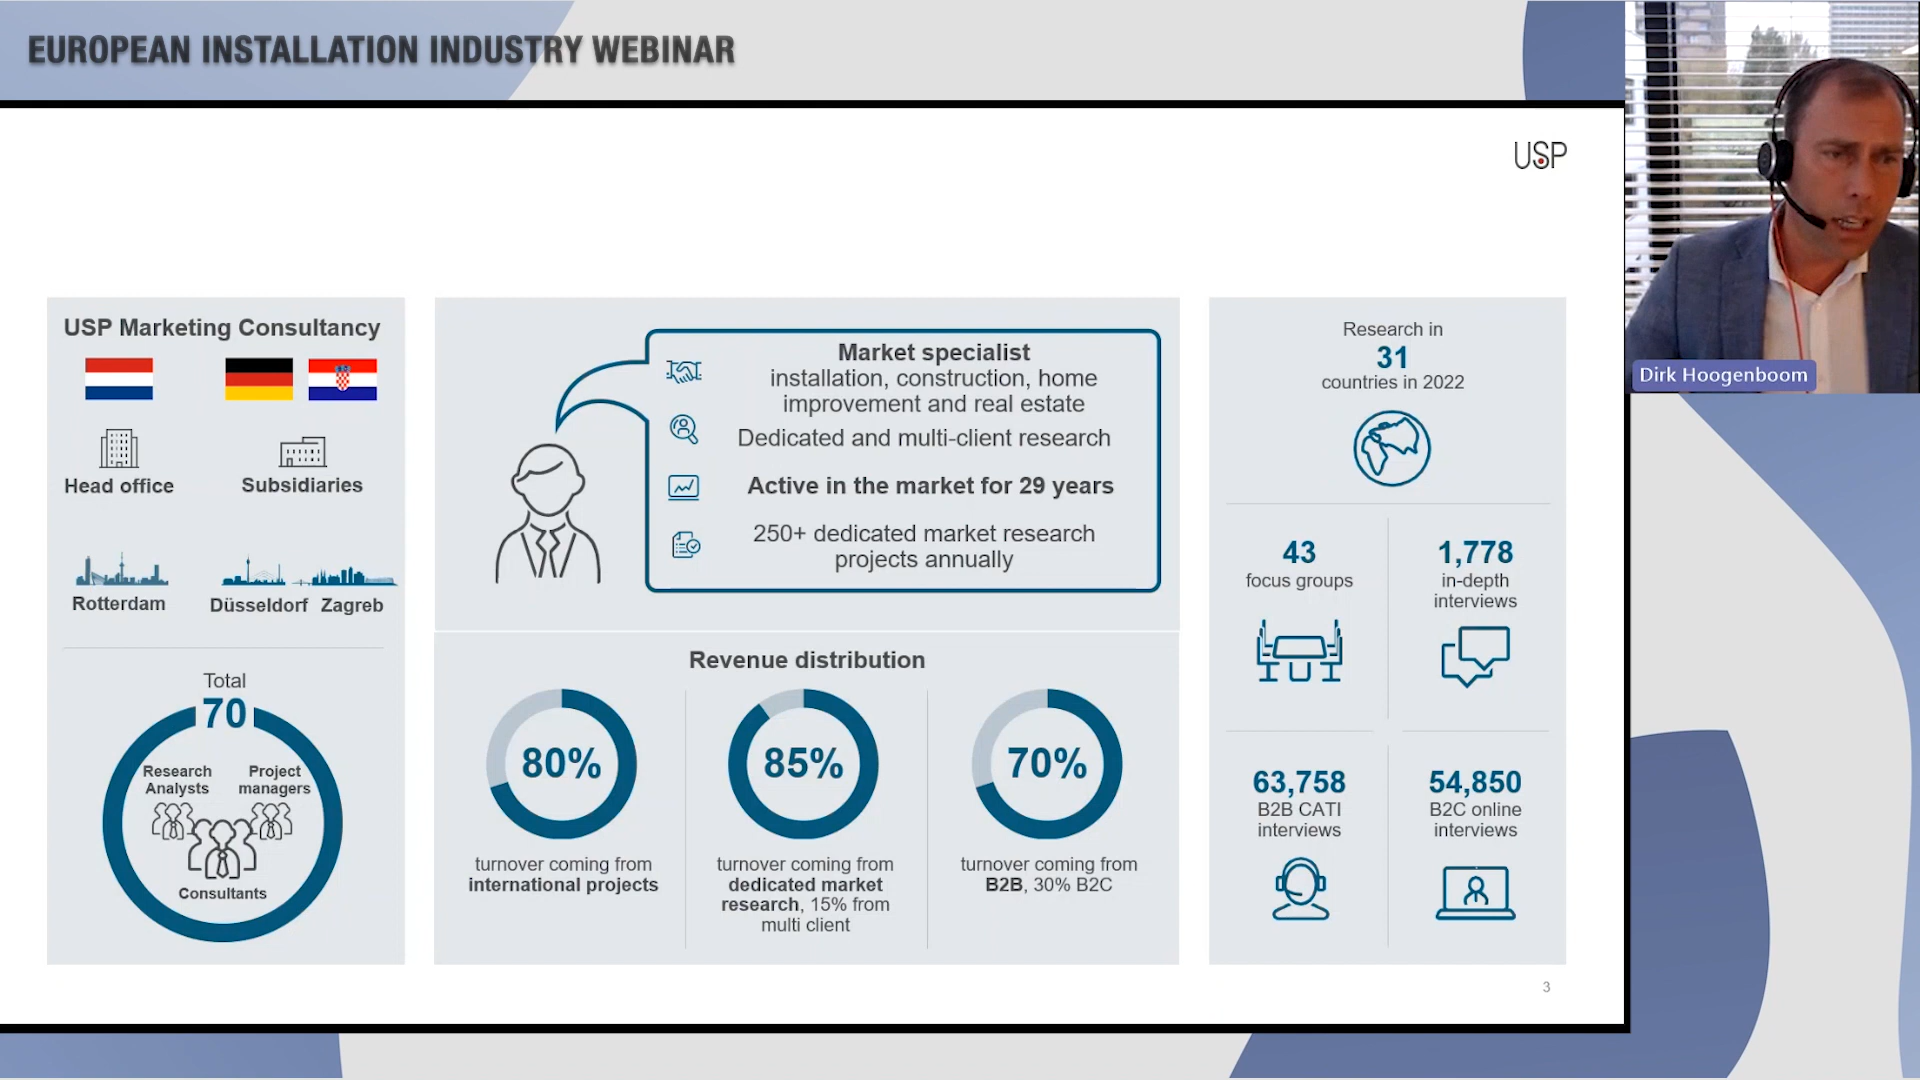 EUROPEAN INSTALLATION INDUSTRY WEBINAR
USP
Dirk Hoogenboom
USP Marketing Consultancy
Head office
Subsidiaries
Rotterdam
Düsseldorf Zagreb
Total
70
Research
Analysts
Project
managers
Consultants
Market specialist
installation, construction, home
improvement and real estate
Dedicated and multi-client research
Active in the market for 29 years
250+ dedicated market research
projects annually
Revenue distribution
80%
turnover coming from
international projects
85%
turnover coming from
dedicated market
research, 15% from
multi client
70%
turnover coming from
B2B, 30% B2C
Research in
31
countries in 2022
43
focus groups
1,778
in-depth
interviews
63,758
B2B CATI
interviews
54,850
B2C online
interviews
3